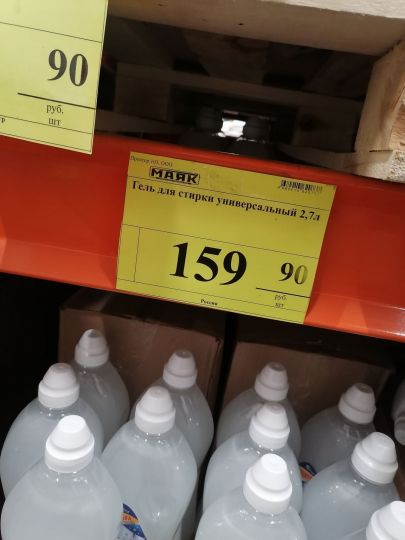 90
руб.
шт
МАЯК
Гель для стирки универсальный 2,7л
159 90
руб.
шт
Россия